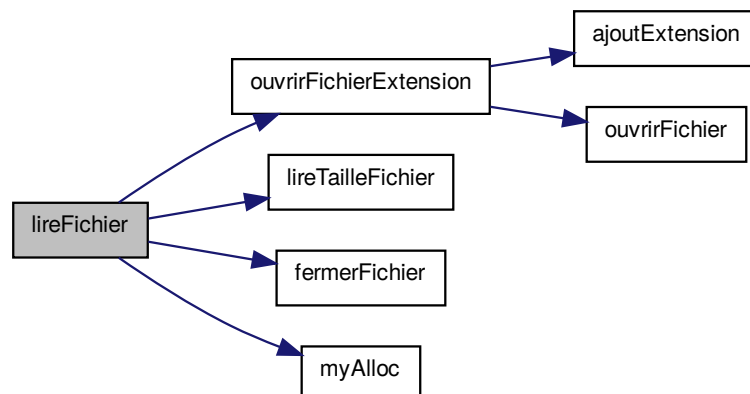 ajoutExtension
ouvrirFichierExtension
ouvrirFichier
lireTailleFichier
lireFichier
fermerFichier
myAlloc